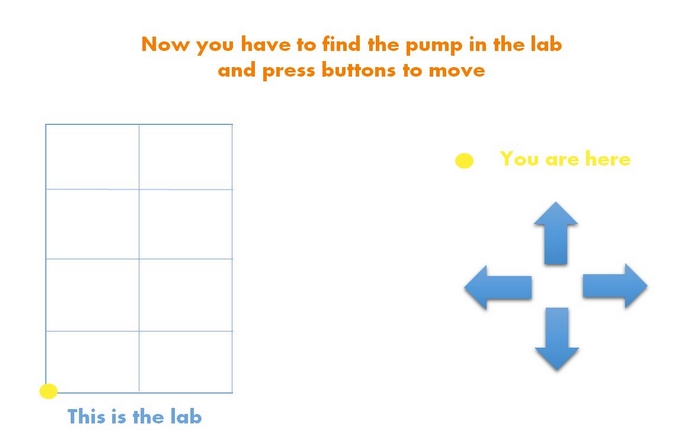 Now you have to find the pump in the lab
and press buttons to move
You are here
This is the lab